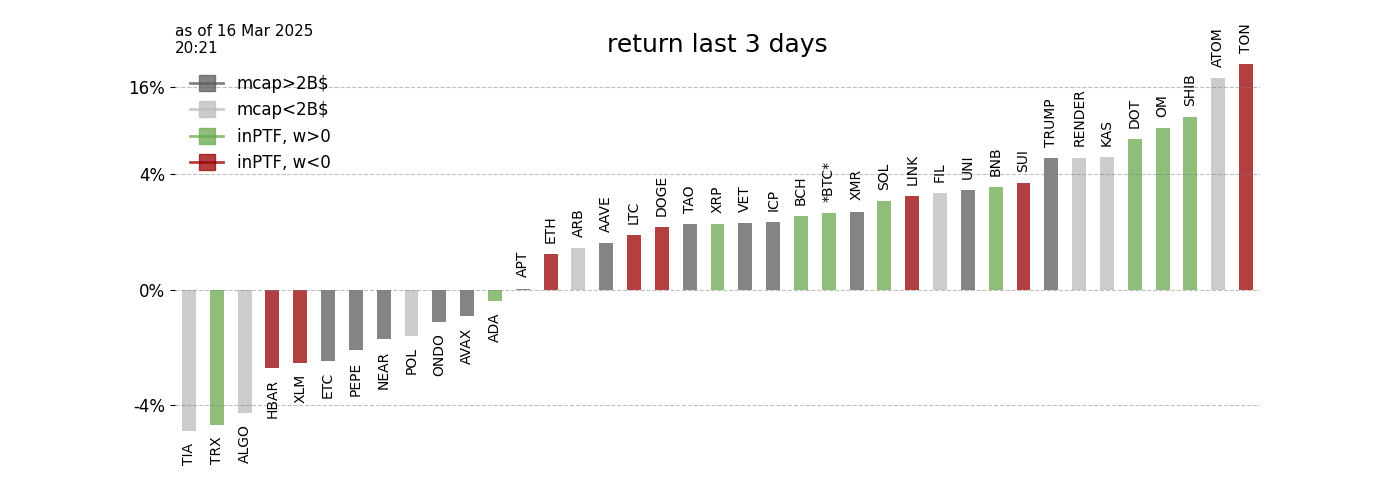 as of 16 Mar 2025
20:21
return last 3 days
mcap>2B$
mcap<2B$
inPTF, w>0
inPTF, w<0
16%
4%
0%
-4%
TIA
TRX
ALGO
HBAR
XLM
ETC
PEPE
NEAR
POL
ONDO
AVAX
ADA
APT
ETH
ARB
AAVE
LTC
DOGE
TAO
XRP
VET
ICP
BCH
*BTC*
XMR
SOL
LINK
FIL
UNI
BNB
SUI
TRUMP
RENDER
KAS
DOT
OM
SHIB
ATOM
TON